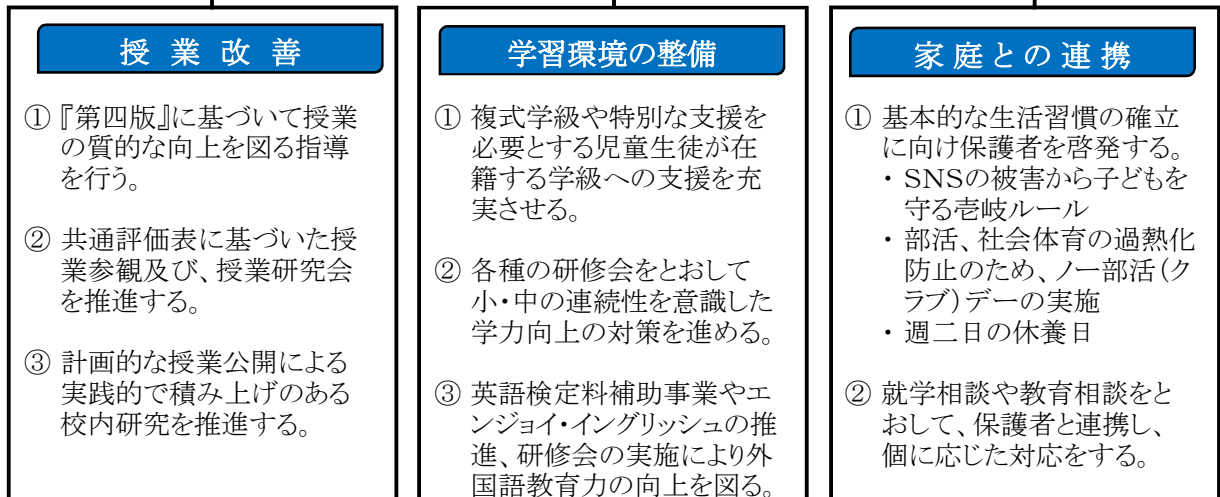 授業改善
①『第四版』に基づいて授業
の質的な向上を図る指導
を行う。
② 共通評価表に基づいた授
業参観及び、授業研究会
を推進する。
③ 計画的な授業公開による
実践的で積み上げのある
校内研究を推進する。
学習環境の整備
① 複式学級や特別な支援を
必要とする児童生徒が在
籍する学級への支援を充
実させる。
② 各種の研修会をとおして
小・中の連続性を意識した
学力向上の対策を進める。
③ 英語検定料補助事業やエ
ンジョイ・イングリッシュの推
進、研修会の実施により外
国語教育力の向上を図る。
家庭との連携
① 基本的な生活習慣の確立
に向け保護者を啓発する。
・SNSの被害から子どもを
守る壱岐ルール
・部活、社会体育の過熱化
防止のため、ノー部活(ク
ラブ)デーの実施
・週二日の休養日
② 就学相談や教育相談をと
おして、保護者と連携し、
個に応じた対応をする。